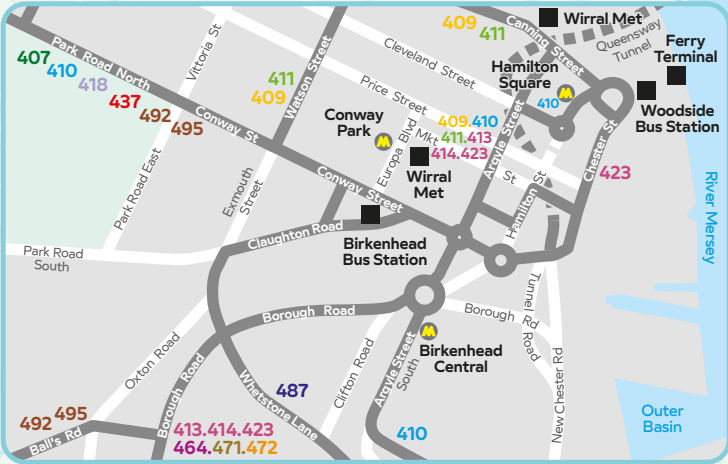 409
411
Canning Street
Wirral Met
Queensway
Tunnel
Ferry
Terminal
Park Road North
407
410
418
437
492
495
Vittoria St
Watson Street
411
409
Cleveland Street
Price Street
Hamilton
Square
410
Woodside
Bus Station
Conway St
Conway
Park
Europa Blvd
Mkt
St
409.410
411.413
414.423
Argyle Street
Chester St
423
Wirral
Met
Hamilton St
River Mersey
Park Road East
Exmouth
Street
Conway Street
Park Road
South
Claughton Road
Birkenhead
Bus Station
Borough Road
Borough Rd
Tunnel Road
New Chester Rd
Birkenhead
Central
Argyle Street
South
Clifton Road
Oxton Road
Borough Road
Whetstone Lane
487
492
495
Ball's Rd
413.414.423
464.471.472
410
Outer
Basin